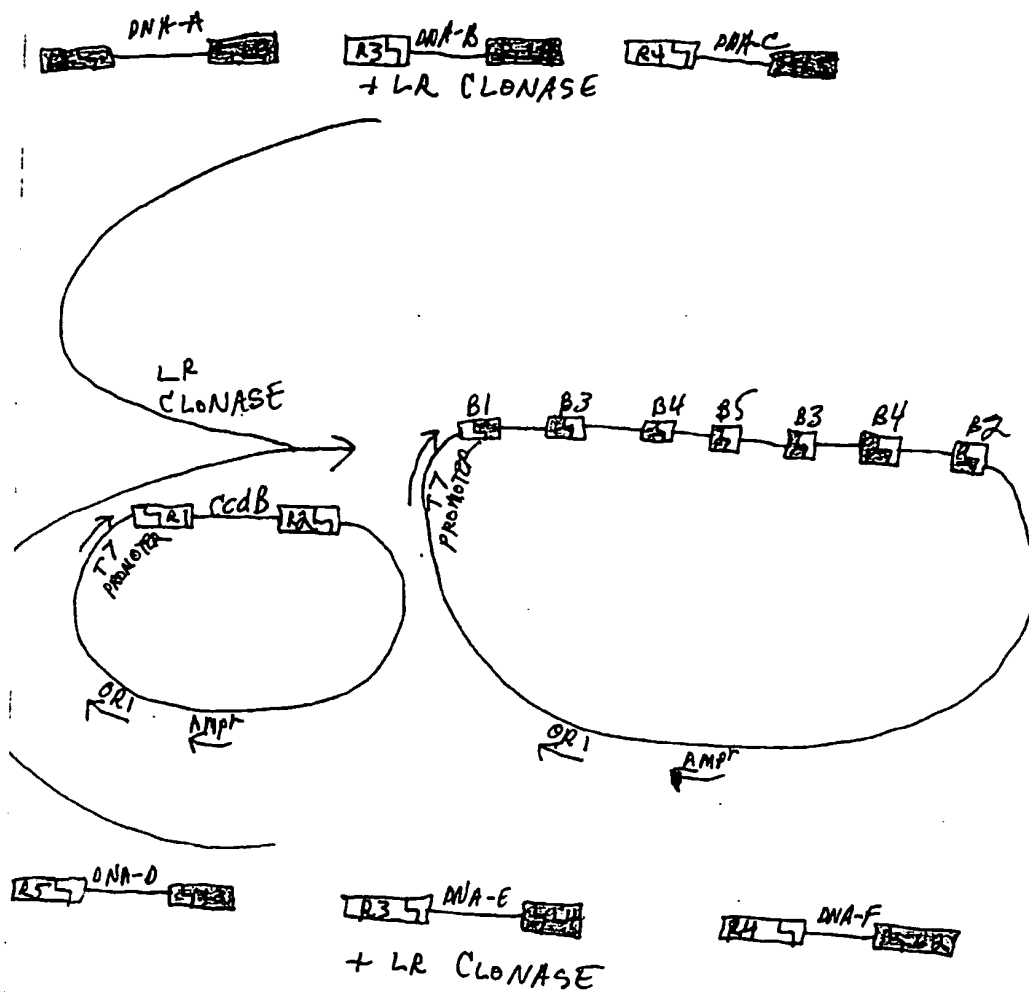 DNA-A
R3 DNA-B
R4 DNA-C
+ LR CLONASE
LR
CLONASE
B1 B3 B4 B5 B3 B4 B2
T7
PROMOTER
R1 ccdB R2
T7
PROMOTER
ORI
Ampr
ORI
Ampr
R5 DNA-D
R3 DNA-E
R4 DNA-F
+ LR CLONASE